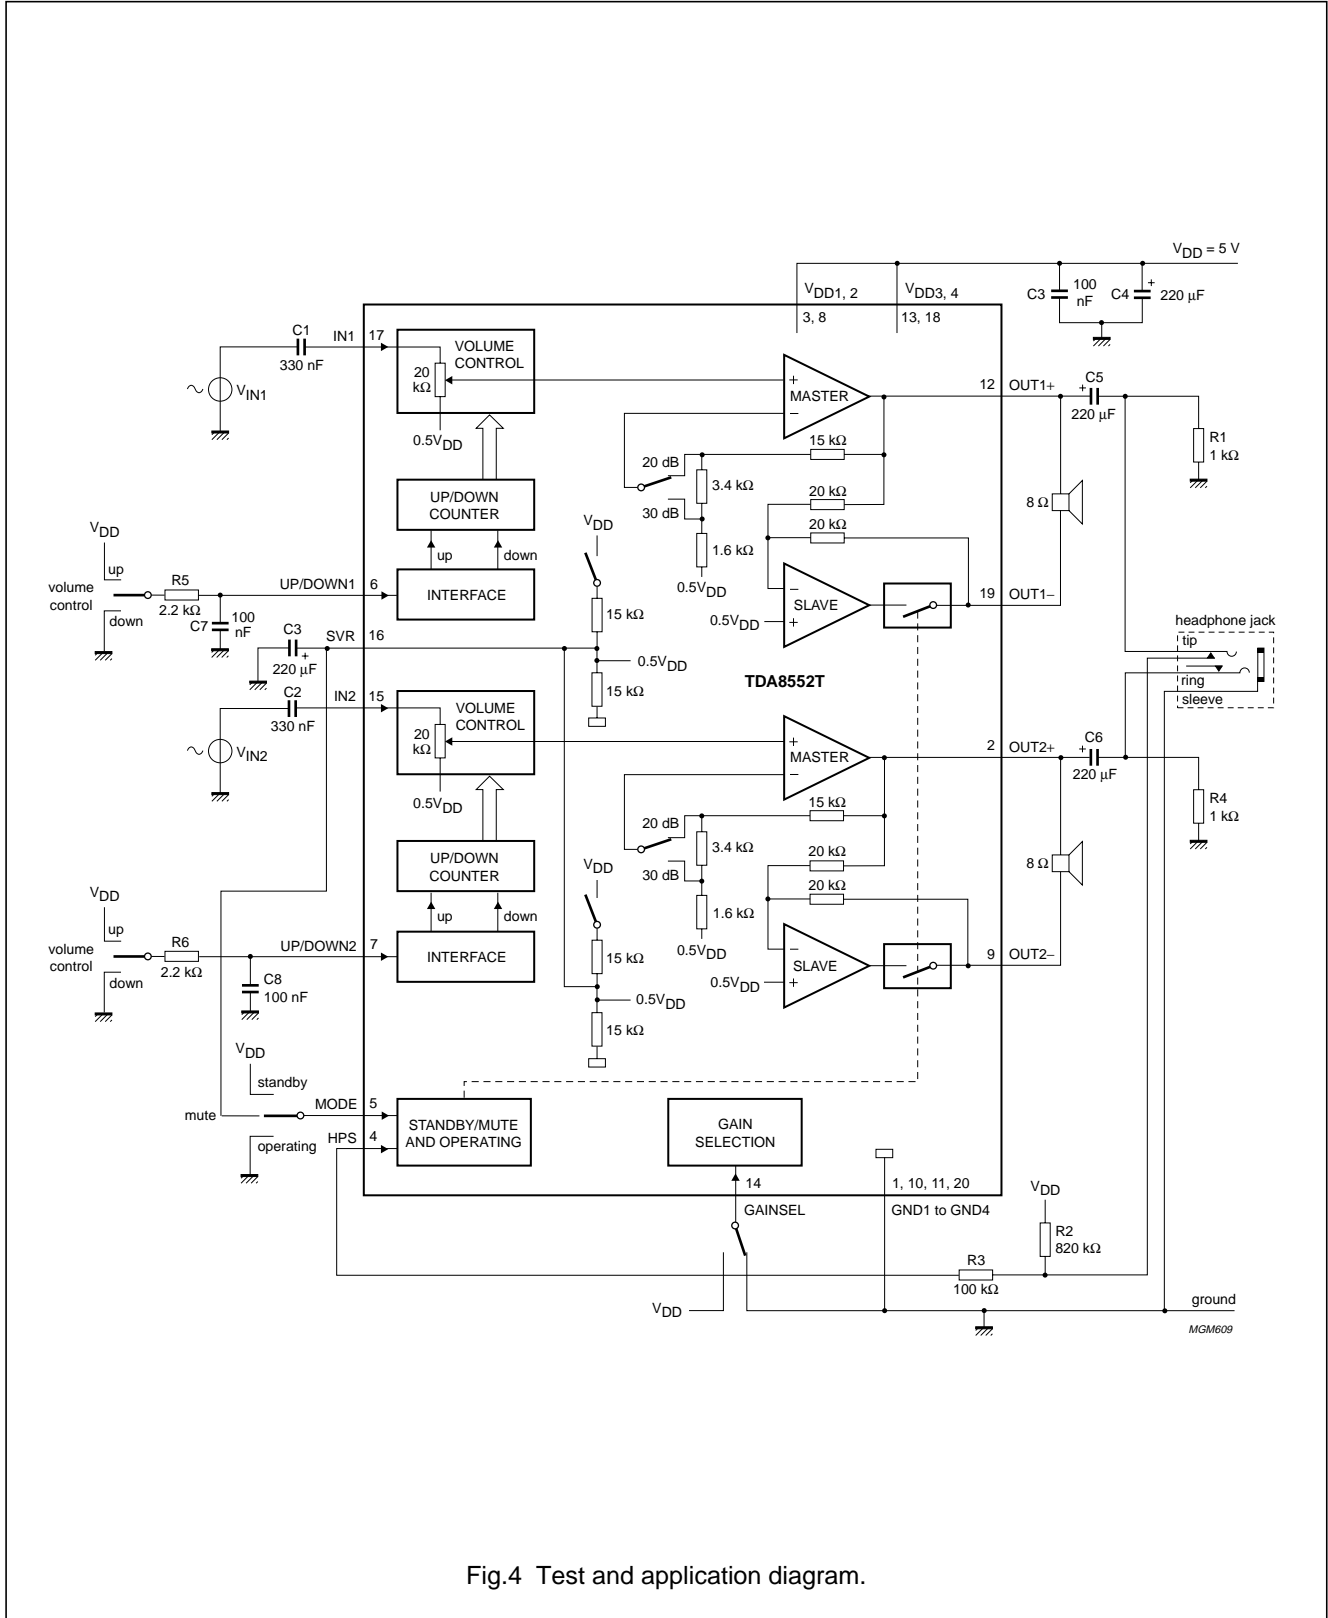 VDD = 5 V
VDD1, 2
VDD3, 4
3, 8
13, 18
C3
100
nF
C4
+
220 µF
C1
330 nF
IN1
17
VOLUME
CONTROL
20
kΩ
0.5VDD
∼
VIN1
+
MASTER
−
12
OUT1+
+
C5
220 µF
R1
1 kΩ
15 kΩ
20 dB
3.4 kΩ
30 dB
1.6 kΩ
0.5VDD
20 kΩ
20 kΩ
8 Ω
UP/DOWN
COUNTER
up
down
VDD
VDD
up
volume
control
down
R5
2.2 kΩ
C7
100
nF
UP/DOWN1
6
INTERFACE
15 kΩ
−
SLAVE
0.5VDD
+
19
OUT1−
headphone jack
tip
ring
sleeve
C3
220 µF
+
SVR
16
0.5VDD
15 kΩ
TDA8552T
C2
330 nF
IN2
15
VOLUME
CONTROL
20
kΩ
0.5VDD
∼
VIN2
+
MASTER
−
2
OUT2+
+
C6
220 µF
R4
1 kΩ
15 kΩ
20 dB
3.4 kΩ
30 dB
1.6 kΩ
0.5VDD
20 kΩ
20 kΩ
8 Ω
UP/DOWN
COUNTER
up
down
VDD
VDD
up
volume
control
down
R6
2.2 kΩ
C8
100 nF
UP/DOWN2
7
INTERFACE
15 kΩ
−
SLAVE
0.5VDD
+
9
OUT2−
0.5VDD
15 kΩ
VDD
standby
mute
operating
MODE
5
HPS
4
STANDBY/MUTE
AND OPERATING
GAIN
SELECTION
14
GAINSEL
1, 10, 11, 20
GND1 to GND4
VDD
R2
820 kΩ
R3
100 kΩ
VDD
ground
MGM609
Fig.4 Test and application diagram.